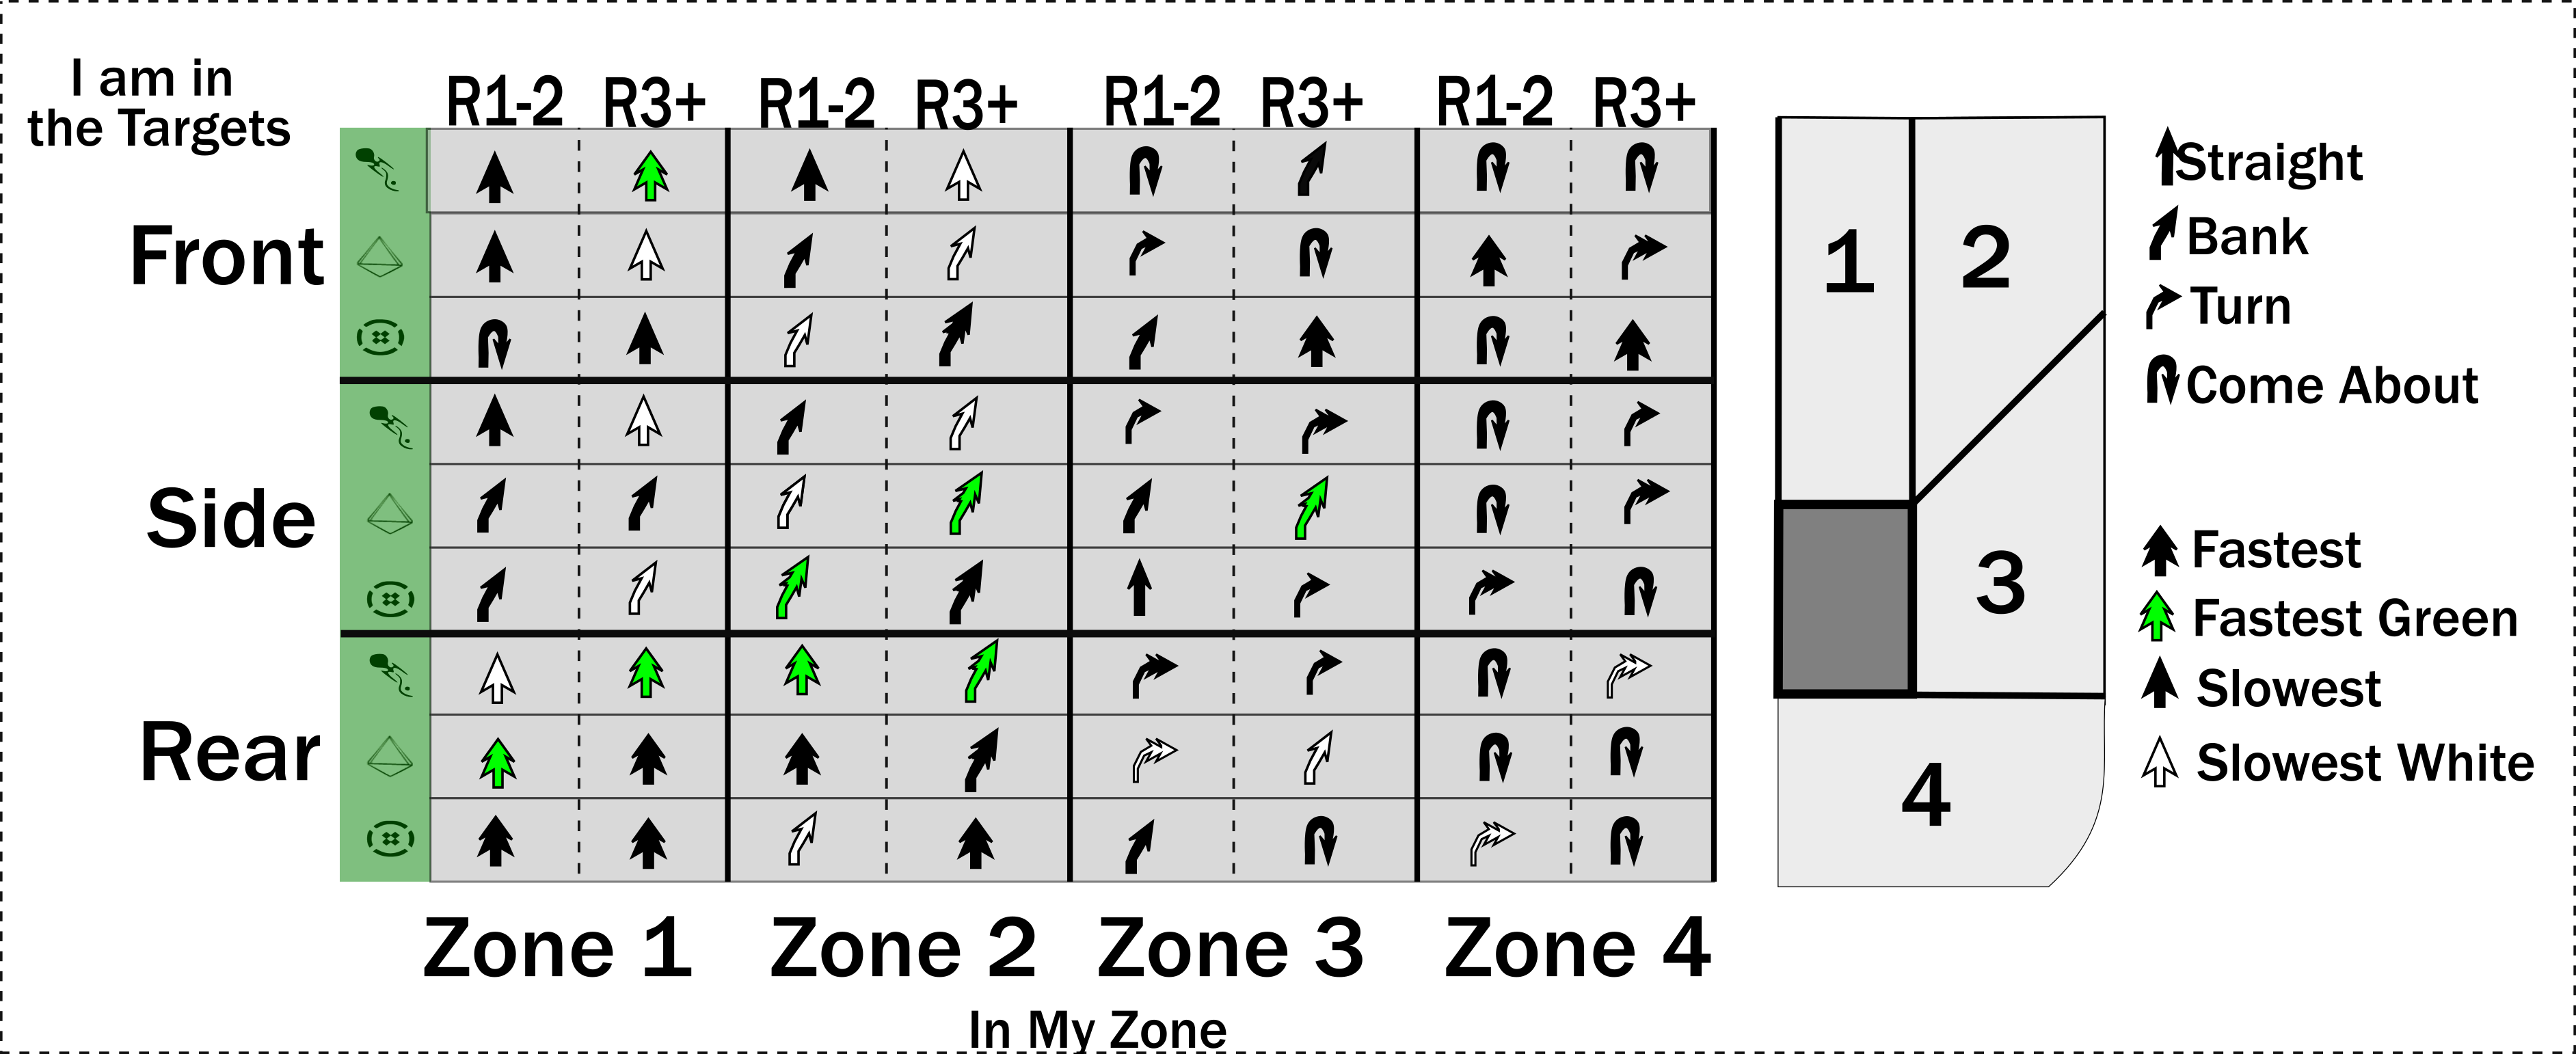 I am in
the Targets
R1-2 R3+ R1-2 R3+ R1-2 R3+ R1-2 R3+
Front
Side
Rear
Zone 1 Zone 2 Zone 3 Zone 4
In My Zone
1
2
3
4
Straight
Bank
Turn
Come About
Fastest
Fastest Green
Slowest
Slowest White